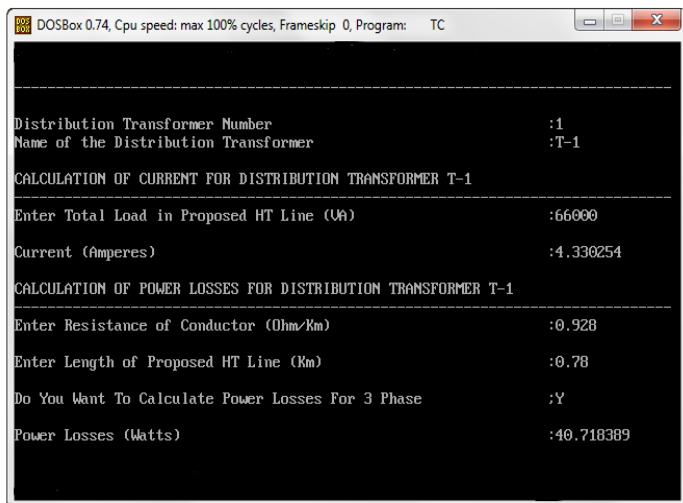 DOS BOX DOSBox 0.74, Cpu speed: max 100% cycles, Frameskip 0, Program: TC
Distribution Transformer Number :1
Name of the Distribution Transformer :T-1
CALCULATION OF CURRENT FOR DISTRIBUTION TRANSFORMER T-1
Enter Total Load in Proposed HT Line (VA) :66000
Current (Amperes) :4.330254
CALCULATION OF POWER LOSSES FOR DISTRIBUTION TRANSFORMER T-1
Enter Resistance of Conductor (Ohm/Km) :0.928
Enter Length of Proposed HT Line (Km) :0.78
Do You Want To Calculate Power Losses For 3 Phase ;Y
Power Losses (Watts) :40.718389